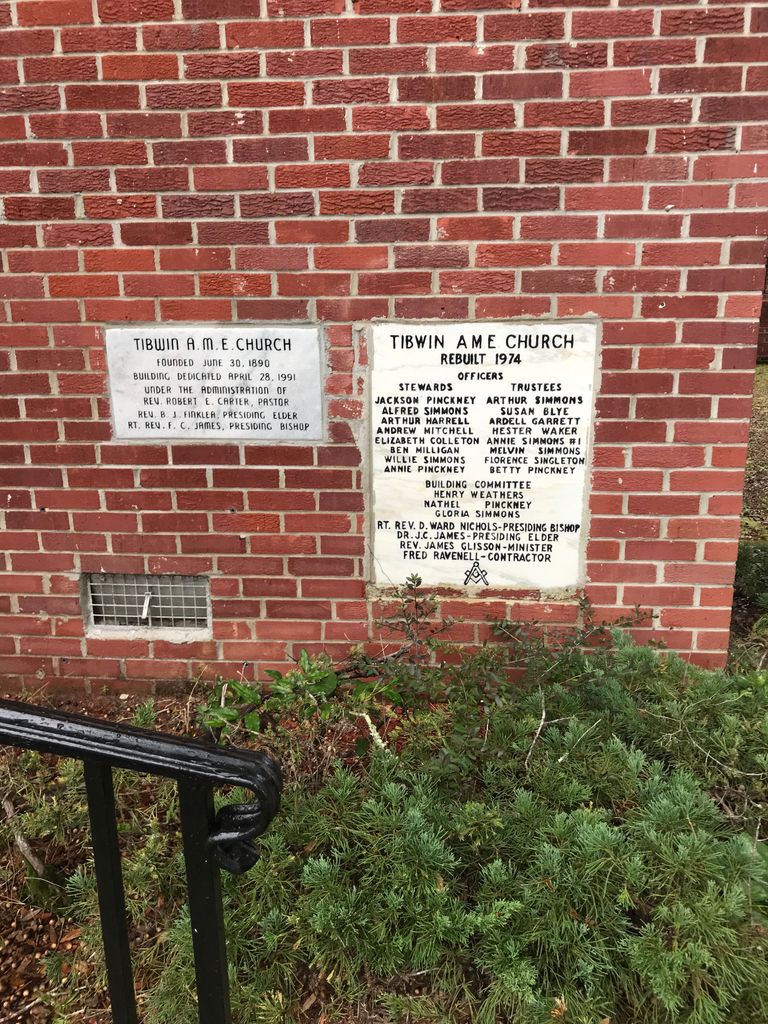 TIBWIN A.M.E. CHURCH
FOUNDED JUNE 30, 1890
BUILDING DEDICATED APRIL 28, 1991
UNDER THE ADMINISTRATION OF
REV. ROBERT E. CARTER, PASTOR
REV. B. J. FINKLEA, PRESIDING ELDER
RT. REV. F. C. JAMES, PRESIDING BISHOP
TIBWIN A M E CHURCH
REBUILT 1974
OFFICERS
STEWARDS TRUSTEES
JACKSON PINCKNEY ARTHUR SIMMONS
ALFRED SIMMONS SUSAN BLYE
ARTHUR HARRELL ARDELL GARRETT
ANDREW MITCHELL HESTER WAKER
ELIZABETH COLLETON ANNIE SIMMONS #1
BEN MILLIGAN MELVIN SIMMONS
WILLIE SIMMONS FLORENCE SINGLETON
ANNIE PINCKNEY BETTY PINCKNEY
BUILDING COMMITTEE
HENRY WEATHERS
NATHEL PINCKNEY
GLORIA SIMMONS
RT. REV. D. WARD NICHOLS-PRESIDING BISHOP
DR. J.C. JAMES-PRESIDING ELDER
REV. JAMES GLISSON-MINISTER
FRED RAVENELL-CONTRACTOR
G